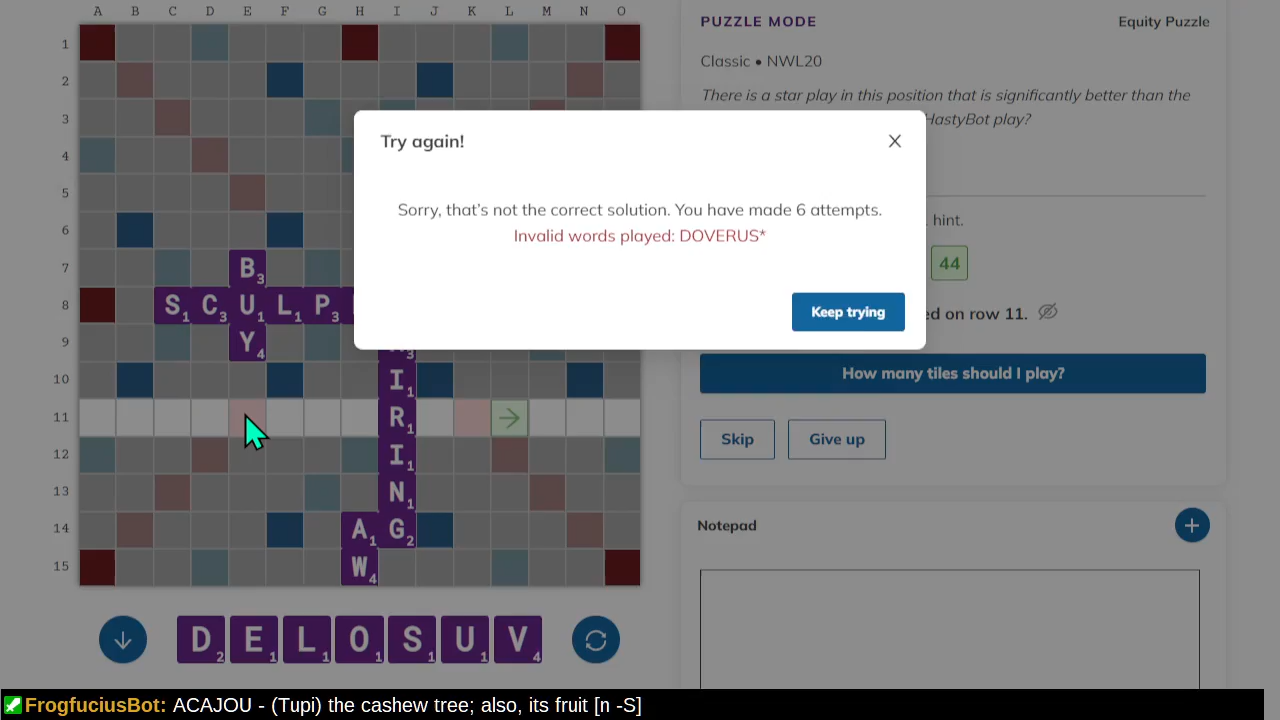 A B C D E F G H I J K L M N O
PUZZLE MODE
Equity Puzzle
1
Classic • NWL20
2
There is a star play in this position that is significantly better than the
3
HastyBot play?
Try again!
4
5
Sorry, that's not the correct solution. You have made 6 attempts.
6
hint.
Invalid words played: DOVERUS*
7
B3
44
8
S1 C3 U1 L1 P3
Keep trying
ed on row 11.
9
Y4
3
10
I1
How many tiles should I play?
11
R1
Skip
Give up
12
I1
13
N1
14
A1 G2
Notepad
15
W4
D2 E1 L1 O1 S1 U1 V4
FrogfuciusBot: ACAJOU - (Tupi) the cashew tree; also, its fruit [n -S]